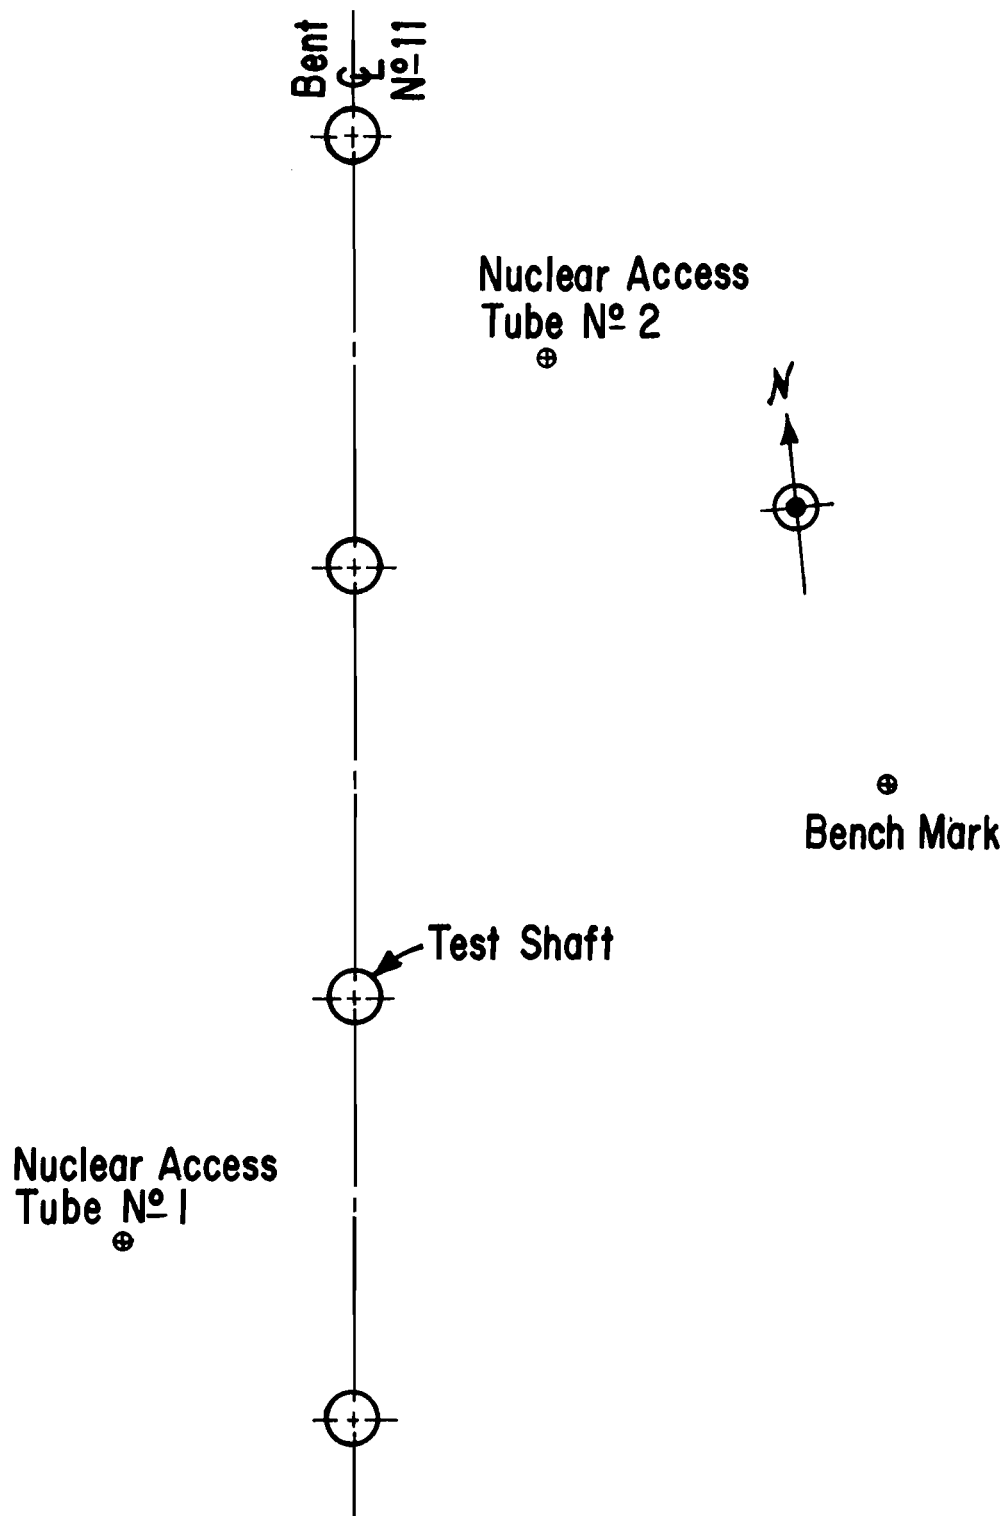 Bent
℄
Nº 11
Nuclear Access
Tube Nº 2
N
Bench Mark
Test Shaft
Nuclear Access
Tube Nº 1